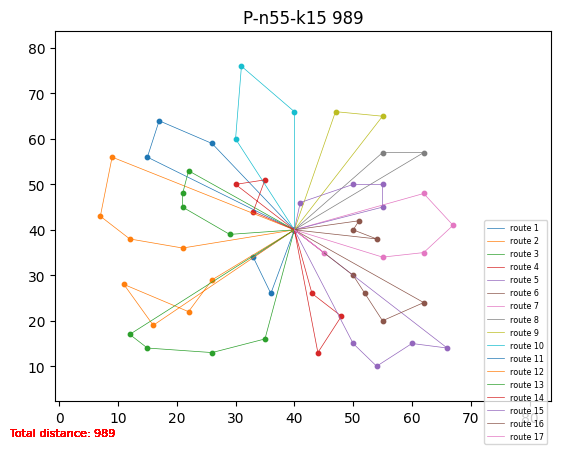 P-n55-k15 989
80
70
60
50
40
30
20
10
0 10 20 30 40 50 60 70 80
route 1
route 2
route 3
route 4
route 5
route 6
route 7
route 8
route 9
route 10
route 11
route 12
route 13
route 14
route 15
route 16
route 17
Total distance: 989